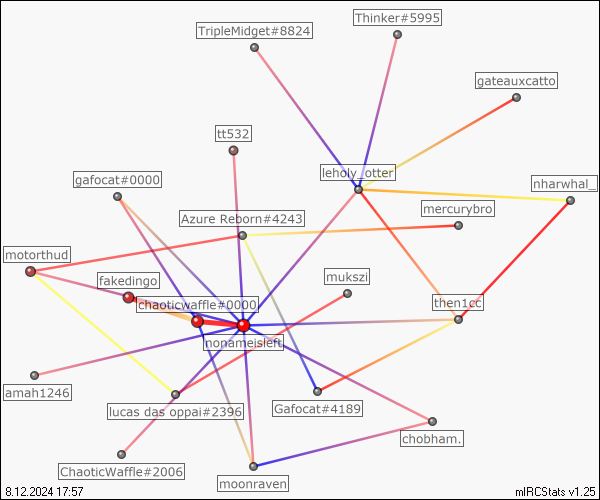 Thinker#5995
TripleMidget#8824
gateauxcatto
tt532
leholy_otter
gafocat#0000
nharwhal_
mercurybro
Azure Reborn#4243
motorthud
mukszi
fakedingo
chaoticwaffle#0000
then1cc
nonameisleft
amah1246
lucas das oppai#2396
Gafocat#4189
chobham.
ChaoticWaffle#2006
moonraven
8.12.2024 17:57
mIRCStats v1.25